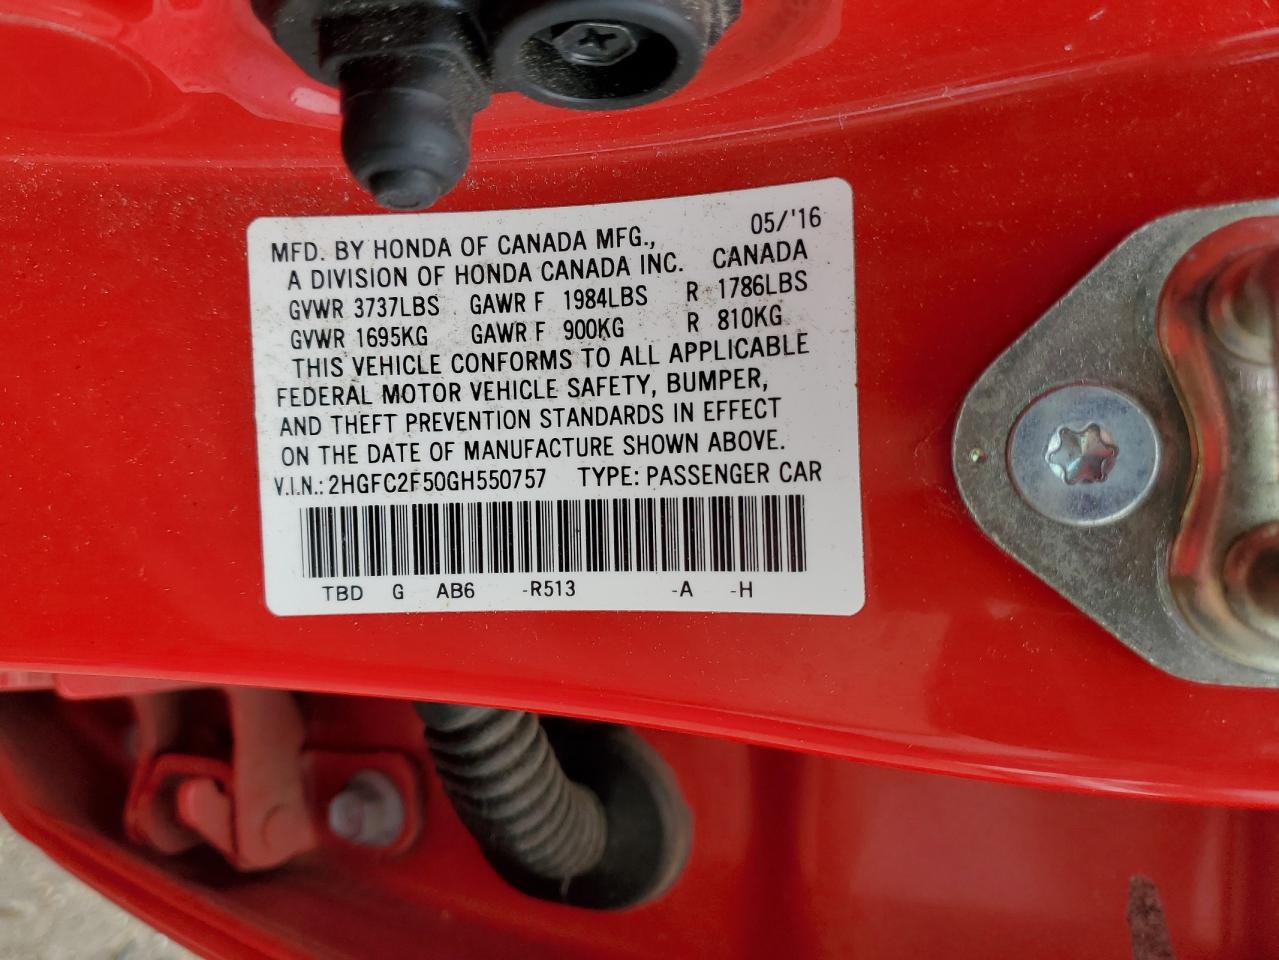 05/'16
MFD. BY HONDA OF CANADA MFG.,
A DIVISION OF HONDA CANADA INC. CANADA
GVWR 3737LBS GAWR F 1984LBS R 1786LBS
GVWR 1695KG GAWR F 900KG R 810KG
THIS VEHICLE CONFORMS TO ALL APPLICABLE
FEDERAL MOTOR VEHICLE SAFETY, BUMPER,
AND THEFT PREVENTION STANDARDS IN EFFECT
ON THE DATE OF MANUFACTURE SHOWN ABOVE.
V.I.N.: 2HGFC2F50GH550757 TYPE: PASSENGER CAR
TBD G AB6 -R513 -A -H